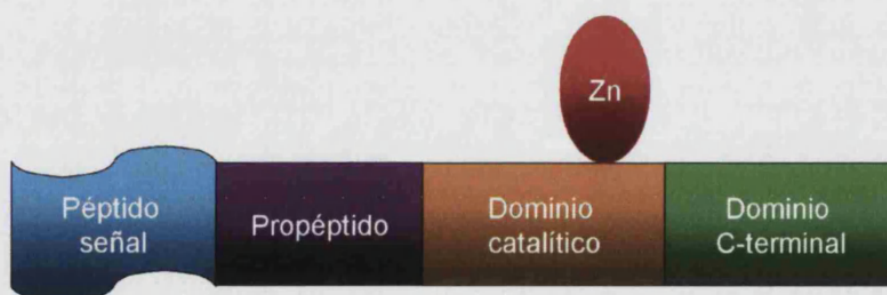 Zn
Péptido
señal
Propéptido
Dominio
catalítico
Dominio
C-terminal